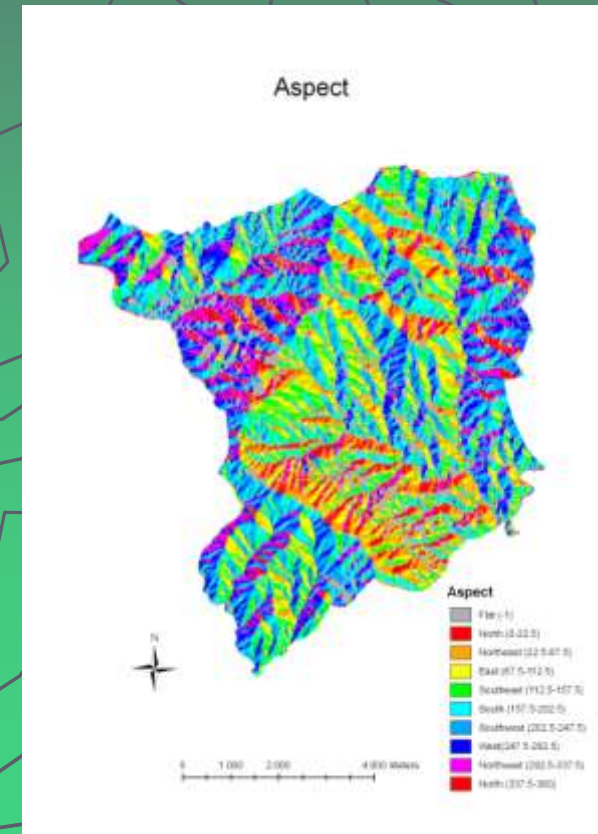 Aspect
Aspect
Flat (-1)
North (0-22.5)
Northeast (22.5-67.5)
East (67.5-112.5)
Southeast (112.5-157.5)
South (157.5-202.5)
Southwest (202.5-247.5)
West(247.5-292.5)
Northeast (292.5-337.5)
North (337.5-360)
N
0 1 000 2 000 4 000 Meters